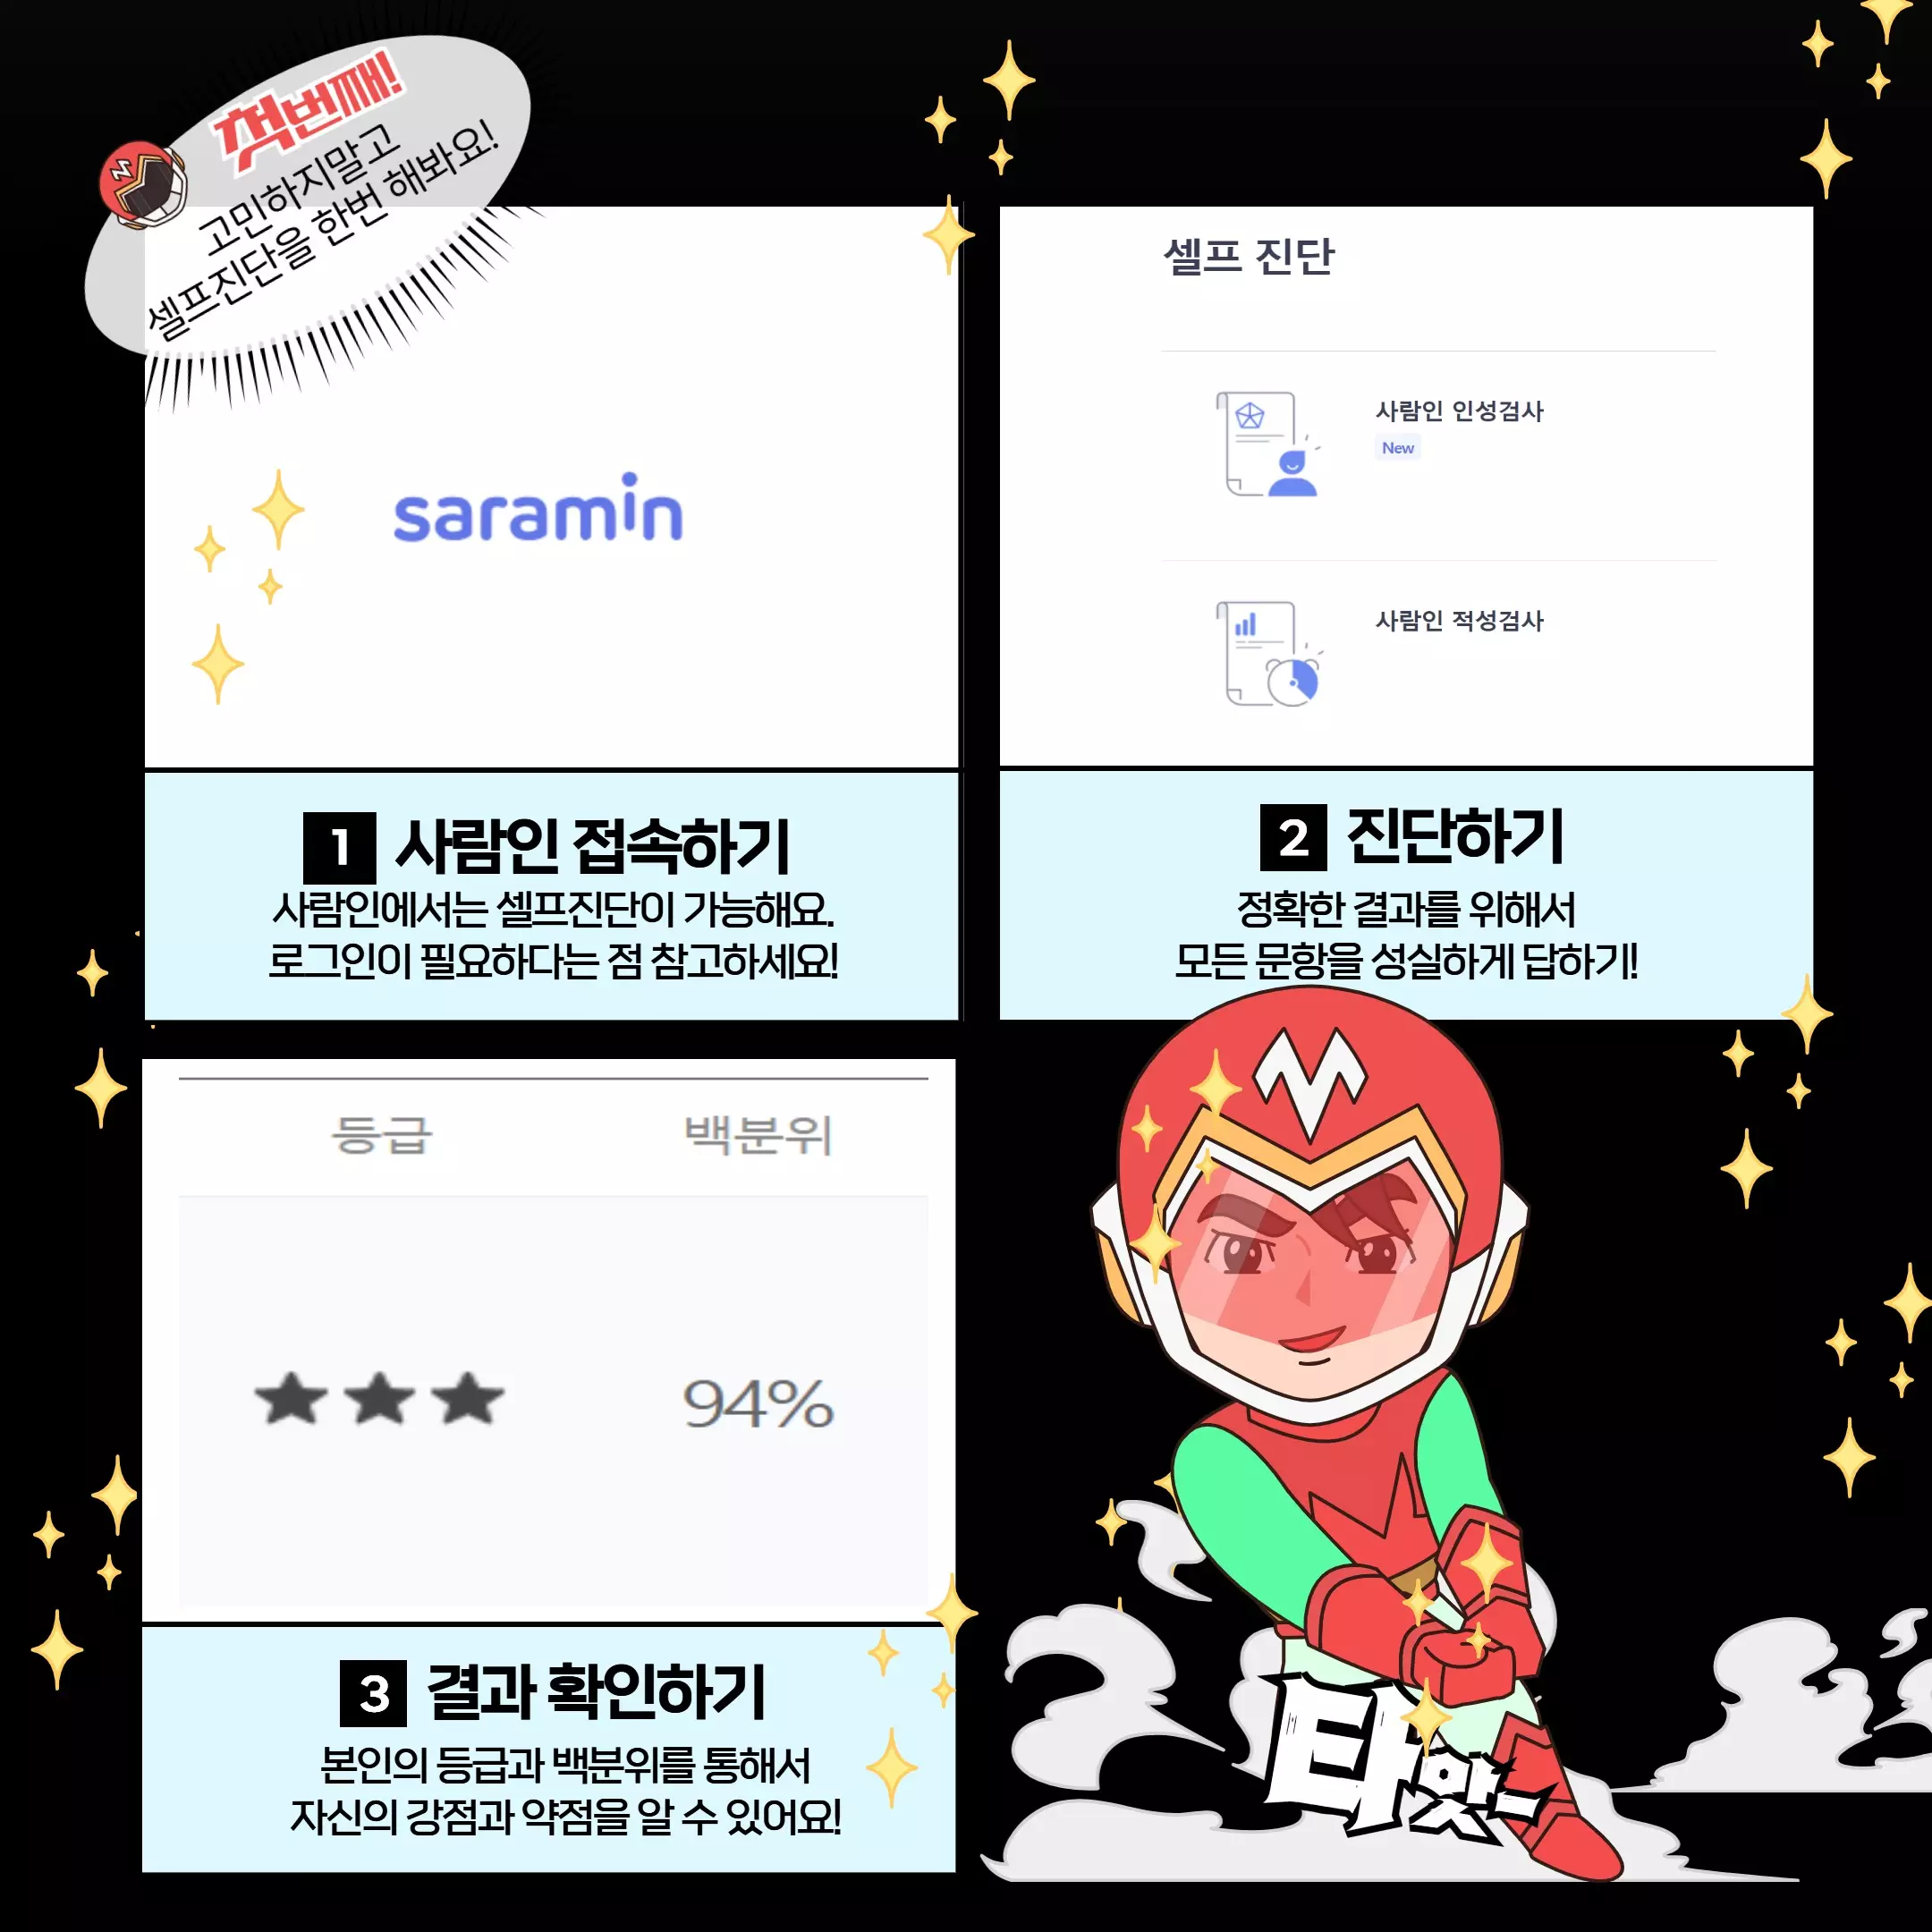 첫번째!
고민하지말고
셀프진단을 한번 해봐요!
saramin
셀프 진단
사람인 인성검사
New
사람인 적성검사
1 사람인 접속하기
사람인에서는 셀프진단이 가능해요.
로그인이 필요하다는 점 참고하세요!
2 진단하기
정확한 결과를 위해서
모든 문항을 성실하게 답하기!
등급 백분위
★★★ 94%
3 결과 확인하기
본인의 등급과 백분위를 통해서
자신의 강점과 약점을 알 수 있어요!
타앗~